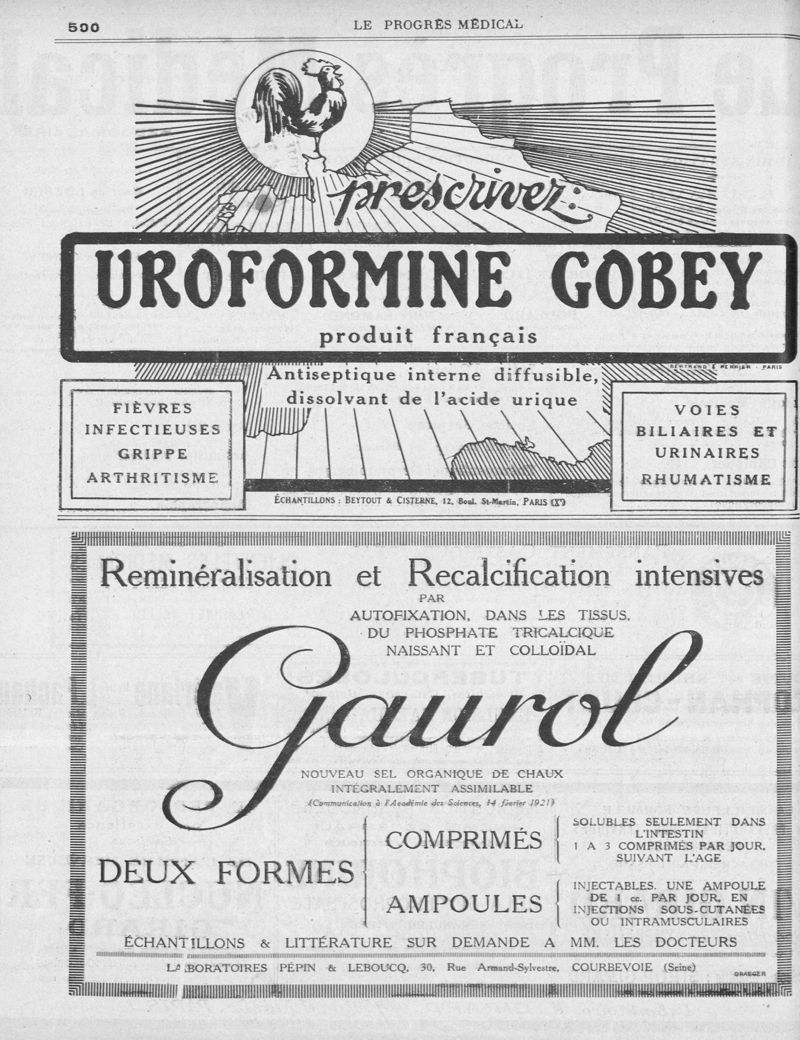 500
LE PROGRÈS MÉDICAL
prescrivez:
UROFORMINE GOBEY
produit français
BERTRAND & PERRIER - PARIS
Antiseptique interne diffusible,
dissolvant de l'acide urique
FIÈVRES
INFECTIEUSES
GRIPPE
ARTHRITISME
VOIES
BILIAIRES ET
URINAIRES
RHUMATISME
ÉCHANTILLONS : BEYTOUT & CISTERNE, 12, Boul. St-Martin, PARIS (Xe)
Reminéralisation et Recalcification intensives
PAR
AUTOFIXATION, DANS LES TISSUS,
DU PHOSPHATE TRICALCIQUE
NAISSANT ET COLLOÏDAL
Gaurol
NOUVEAU SEL ORGANIQUE DE CHAUX
INTÉGRALEMENT ASSIMILABLE
(Communication à l'Académie des Sciences, 14 février 1921)
DEUX FORMES
COMPRIMÉS
SOLUBLES SEULEMENT DANS
L'INTESTIN
1 A 3 COMPRIMÉS PAR JOUR,
SUIVANT L'AGE
AMPOULES
INJECTABLES. UNE AMPOULE
DE 1 cc. PAR JOUR, EN
INJECTIONS SOUS-CUTANÉES
OU INTRAMUSCULAIRES
ÉCHANTILLONS & LITTÉRATURE SUR DEMANDE A MM. LES DOCTEURS
LABORATOIRES PÉPIN & LEBOUCQ, 30, Rue Armand-Sylvestre, COURBEVOIE (Seine)
DRAEGER